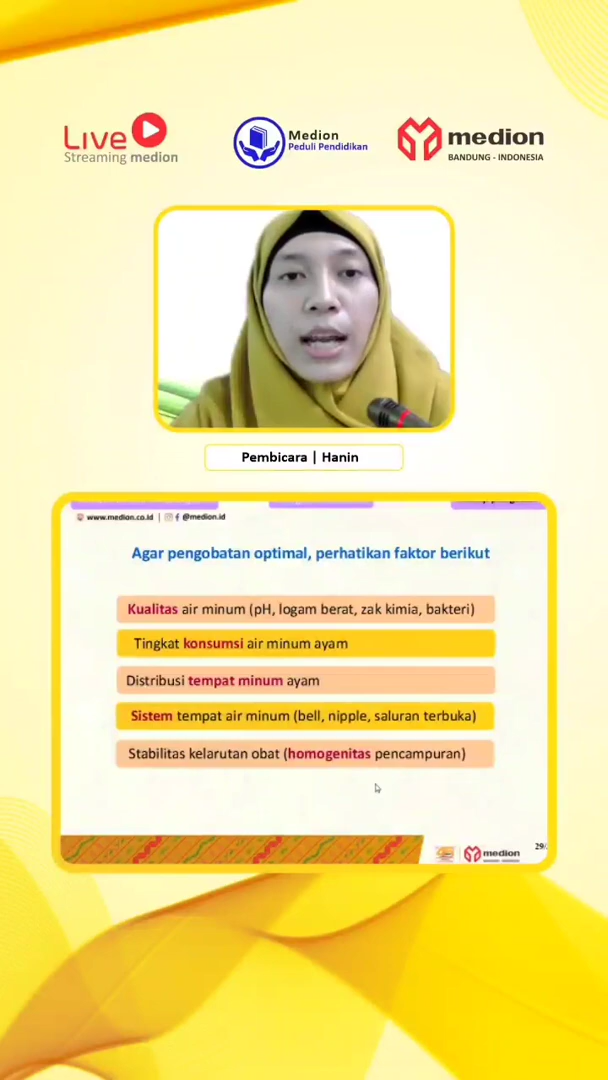 LIVE
Streaming medion
Medion
Peduli Pendidikan
medion
BANDUNG - INDONESIA
Pembicara | Hanin
www.medion.co.id | @medion.id
Agar pengobatan optimal, perhatikan faktor berikut
Kualitas air minum (pH, logam berat, zak kimia, bakteri)
Tingkat konsumsi air minum ayam
Distribusi tempat minum ayam
Sistem tempat air minum (bell, nipple, saluran terbuka)
Stabilitas kelarutan obat (homogenitas pencampuran)
medion
29/